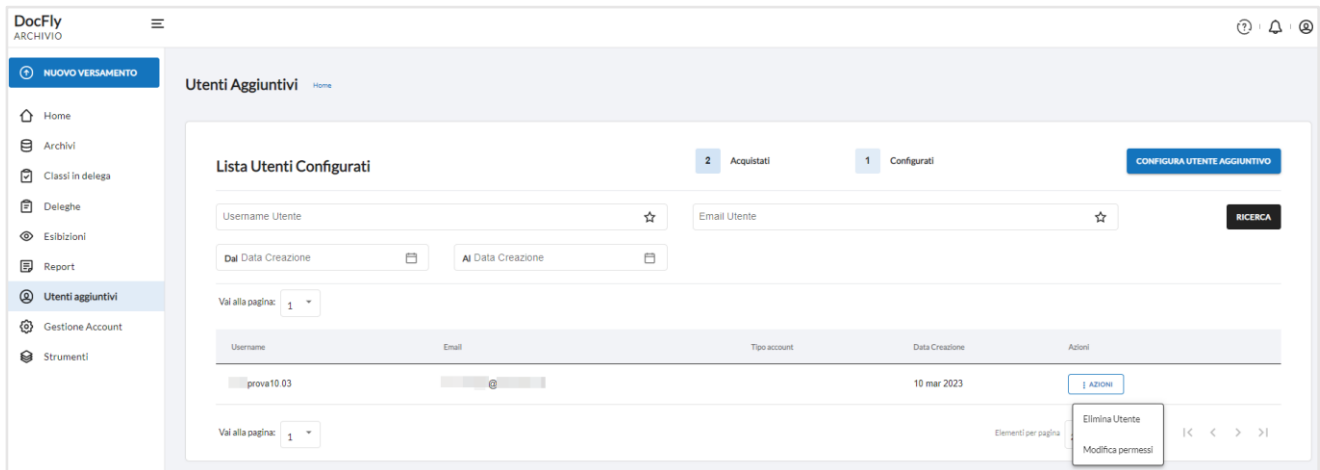 DocFly
ARCHIVIO
NUOVO VERSAMENTO
Home
Archivi
Classi in delega
Deleghe
Esibizioni
Report
Utenti aggiuntivi
Gestione Account
Strumenti
Utenti Aggiuntivi Home
Lista Utenti Configurati 2 Acquistati 1 Configurati CONFIGURA UTENTE AGGIUNTIVO
Username Utente Email Utente RICERCA
Dal Data Creazione Al Data Creazione
Vai alla pagina: 1
Username Email Tipo account Data Creazione Azioni
prova10.03 @ 10 mar 2023 AZIONI
Elimina Utente
Modifica permessi
Vai alla pagina: 1 Elementi per pagina